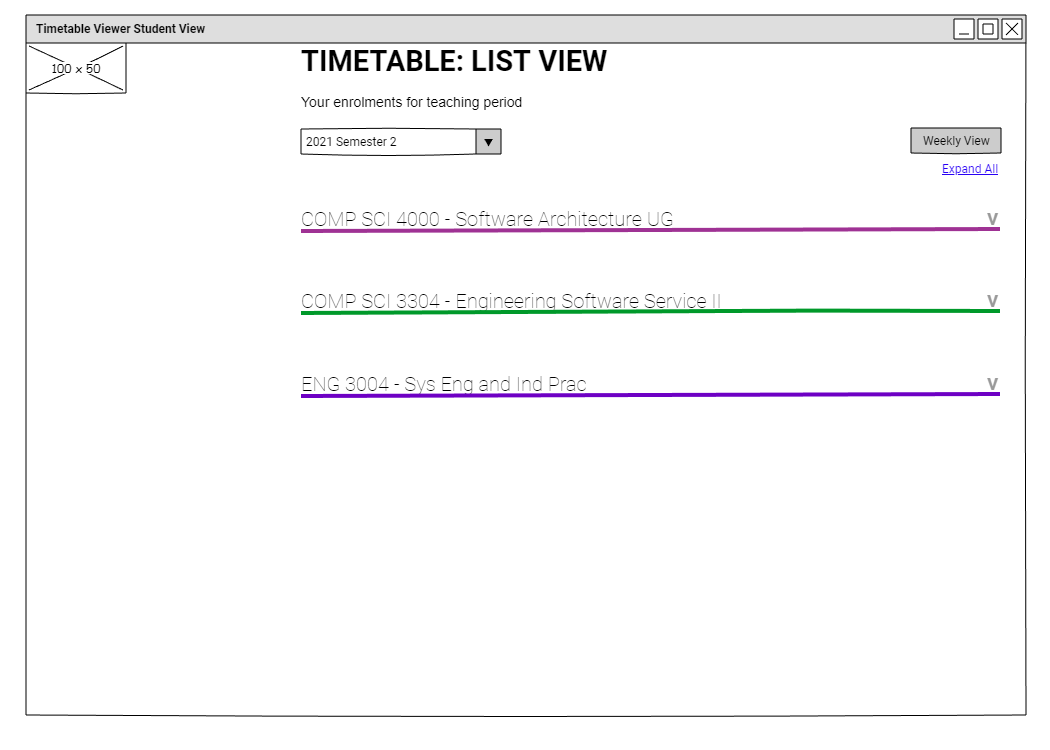 Timetable Viewer Student View
100 x 50
TIMETABLE: LIST VIEW
Your enrolments for teaching period
2021 Semester 2
Weekly View
Expand All
COMP SCI 4000 - Software Architecture UG
V
COMP SCI 3304 - Engineering Software Service II
V
ENG 3004 - Sys Eng and Ind Prac
V